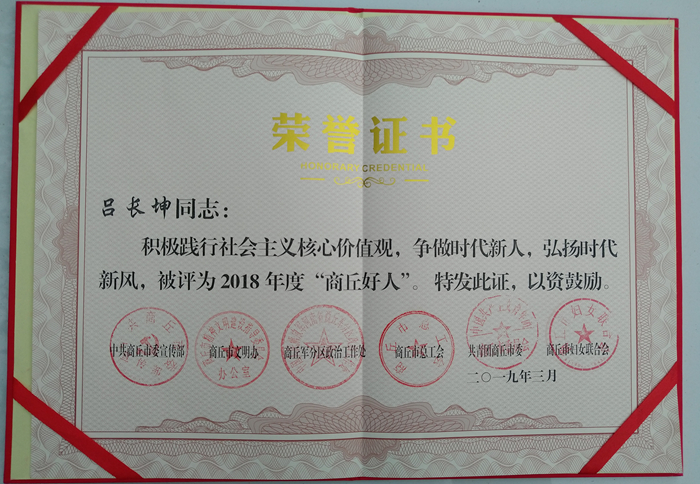 荣誉证书
HONORARY CREDENTIAL
吕长坤同志：
积极践行社会主义核心价值观，争做时代新人，弘扬时代
新风，被评为2018年度“商丘好人”。特发此证，以资鼓励。
中共商丘市委宣传部 商丘市文明办 商丘军分区政治工作处 商丘市总工会 共青团商丘市委 商丘市妇女联合会
二〇一九年三月